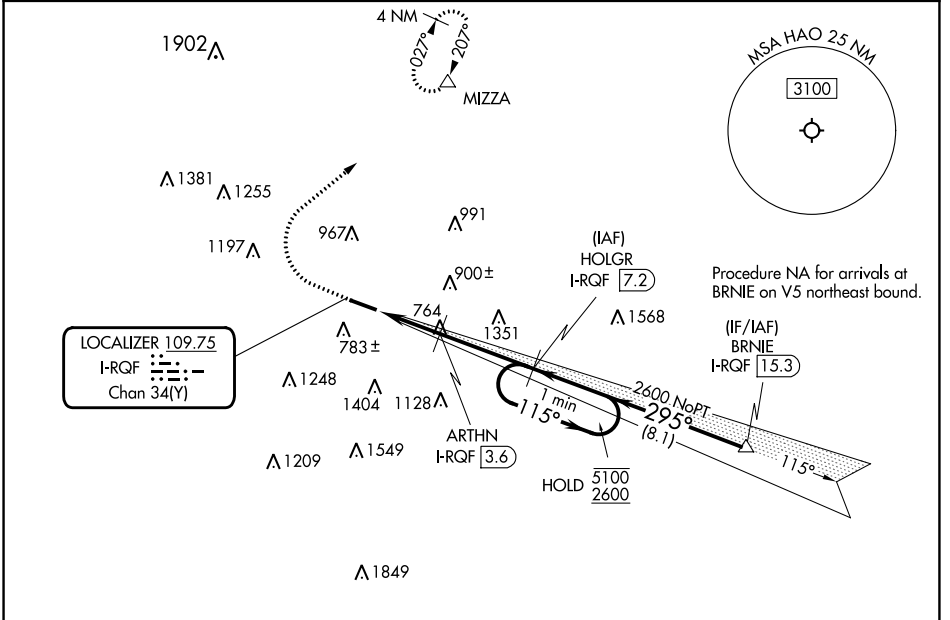 1902
4 NM
027°
207°
MIZZA
MSA HAO 25 NM
3100
1381
1255
1197
967
991
900±
(IAF)
HOLGR
I-RQF 7.2
Procedure NA for arrivals at
BRNIE on V5 northeast bound.
(IF/IAF)
BRNIE
I-RQF 15.3
LOCALIZER 109.75
I-RQF
Chan 34(Y)
764
783±
1351
1568
1248
1404
1128
1 min
115°
2600 NoPT
295°
(8.1)
115°
ARTHN
I-RQF 3.6
1209
1549
HOLD 5100
2600
1849